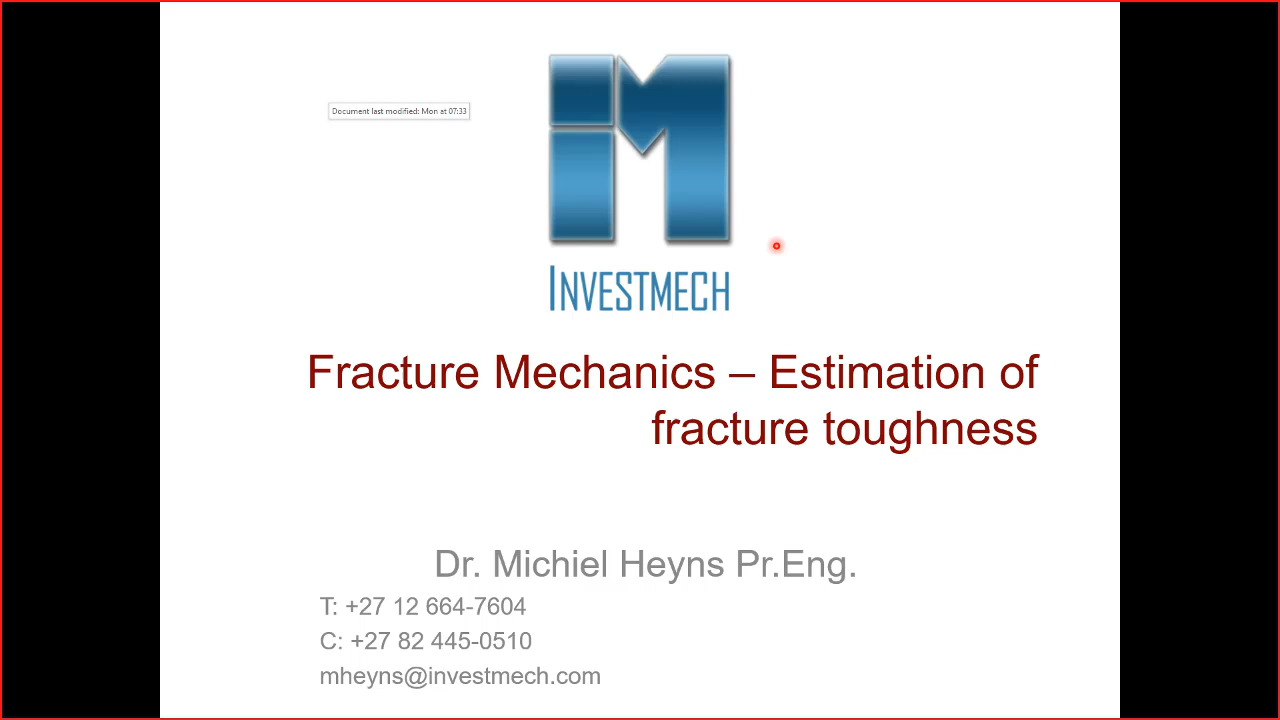 Document last modified: Mon at 07:33
iM
INVESTMECH
Fracture Mechanics – Estimation of
fracture toughness
Dr. Michiel Heyns Pr.Eng.
T: +27 12 664-7604
C: +27 82 445-0510
mheyns@investmech.com